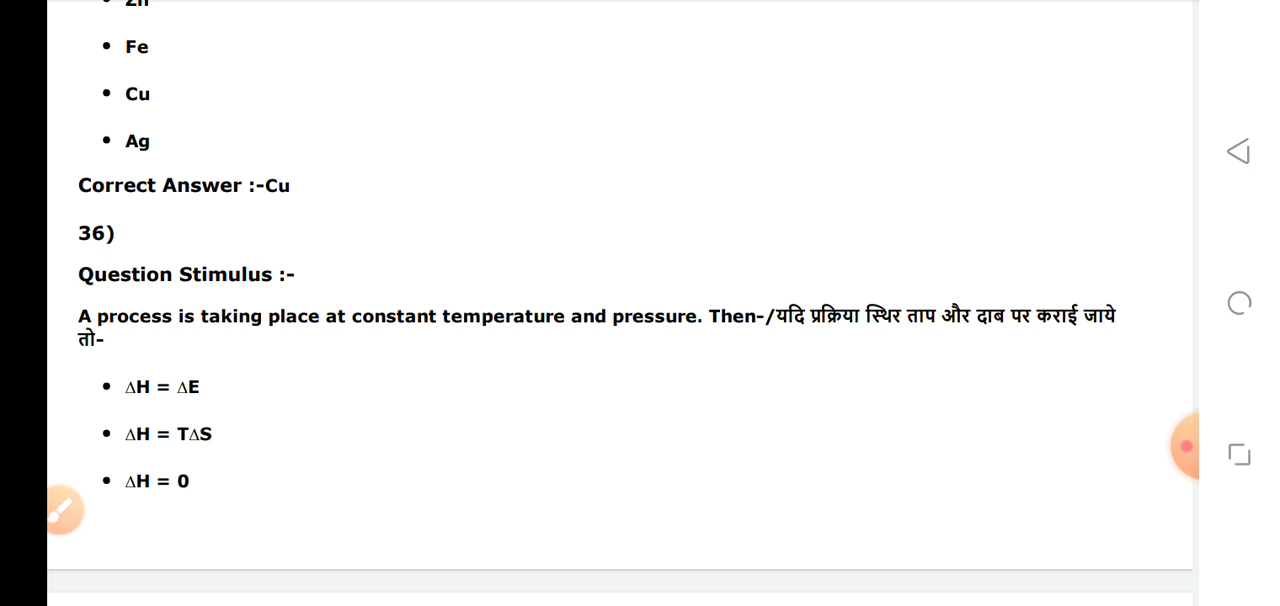 Zn
Fe
Cu
Ag
Correct Answer :-Cu
36)
Question Stimulus :-
A process is taking place at constant temperature and pressure. Then-/यदि प्रक्रिया स्थिर ताप और दाब पर कराई जाये
तो-
∆H = ∆E
∆H = T∆S
∆H = 0